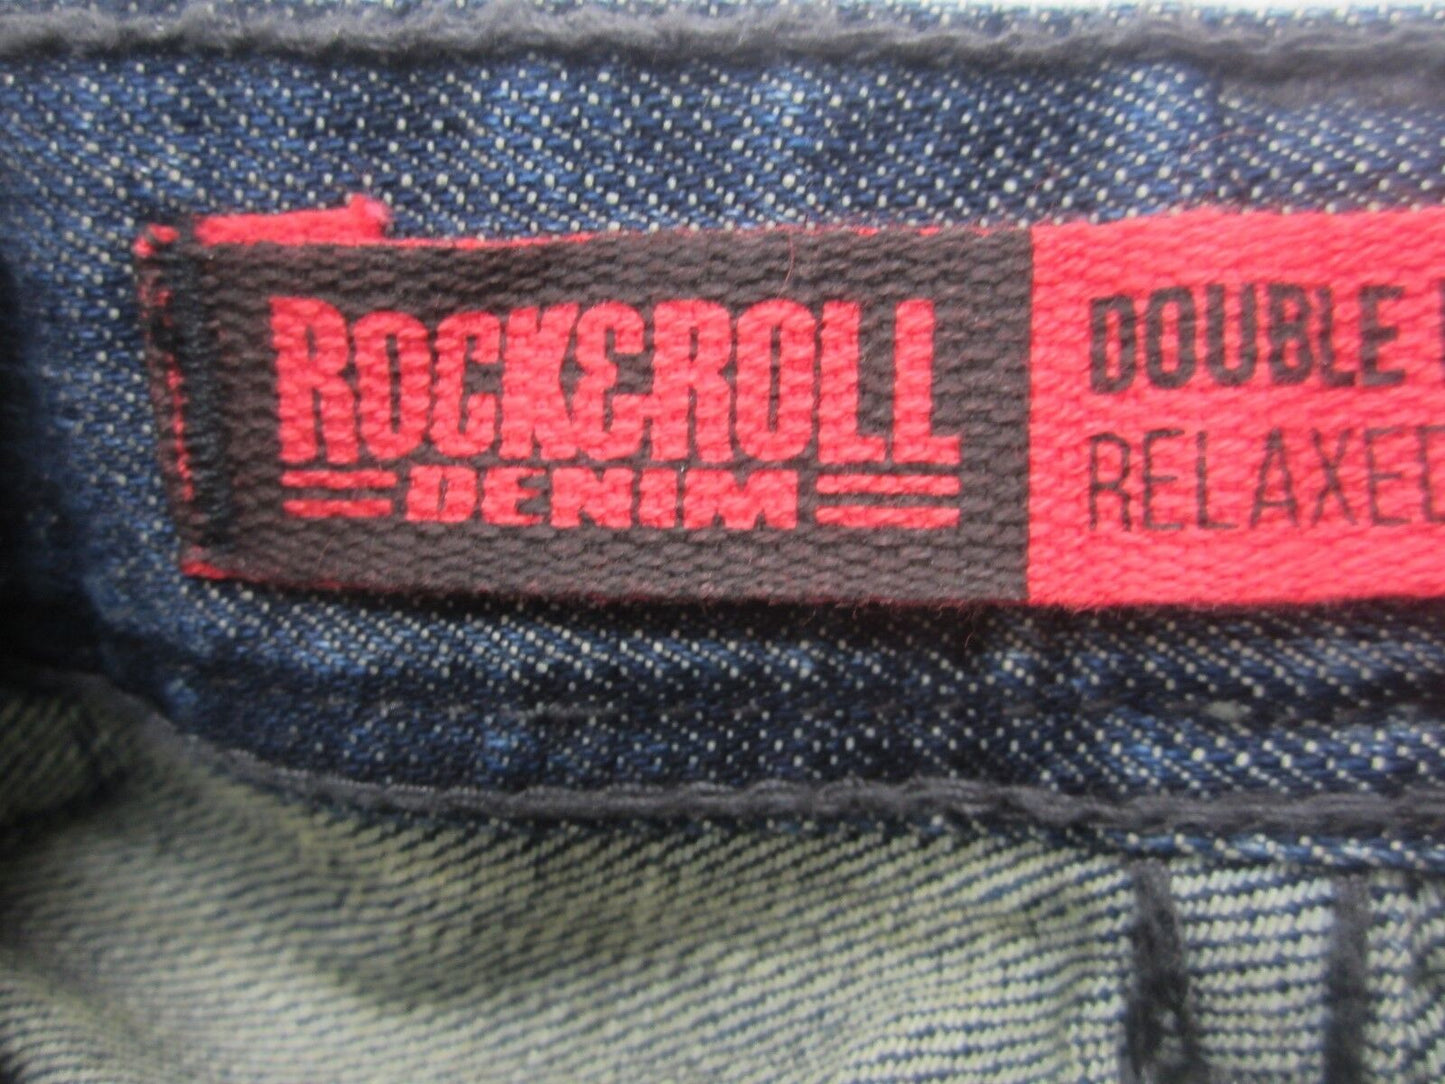 ROCK&ROLL
DENIM
DOUBLE
RELAXED